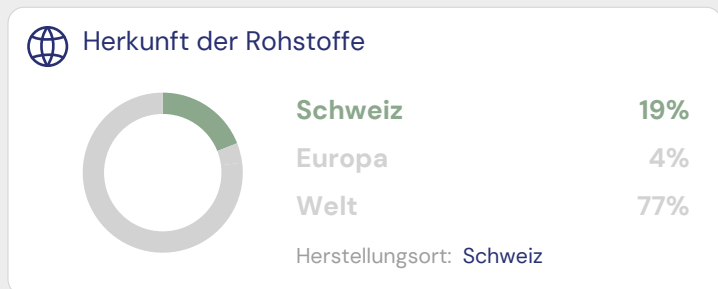 Herkunft der Rohstoffe
Schweiz 19%
Europa 4%
Welt 77%
Herstellungsort: Schweiz